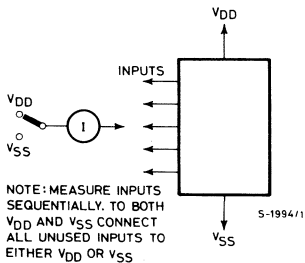 VDD
INPUTS
VDD
I
VSS
NOTE: MEASURE INPUTS
SEQUENTIALLY. TO BOTH
VDD AND VSS CONNECT
ALL UNUSED INPUTS TO
EITHER VDD OR VSS
S-1994/1
VSS